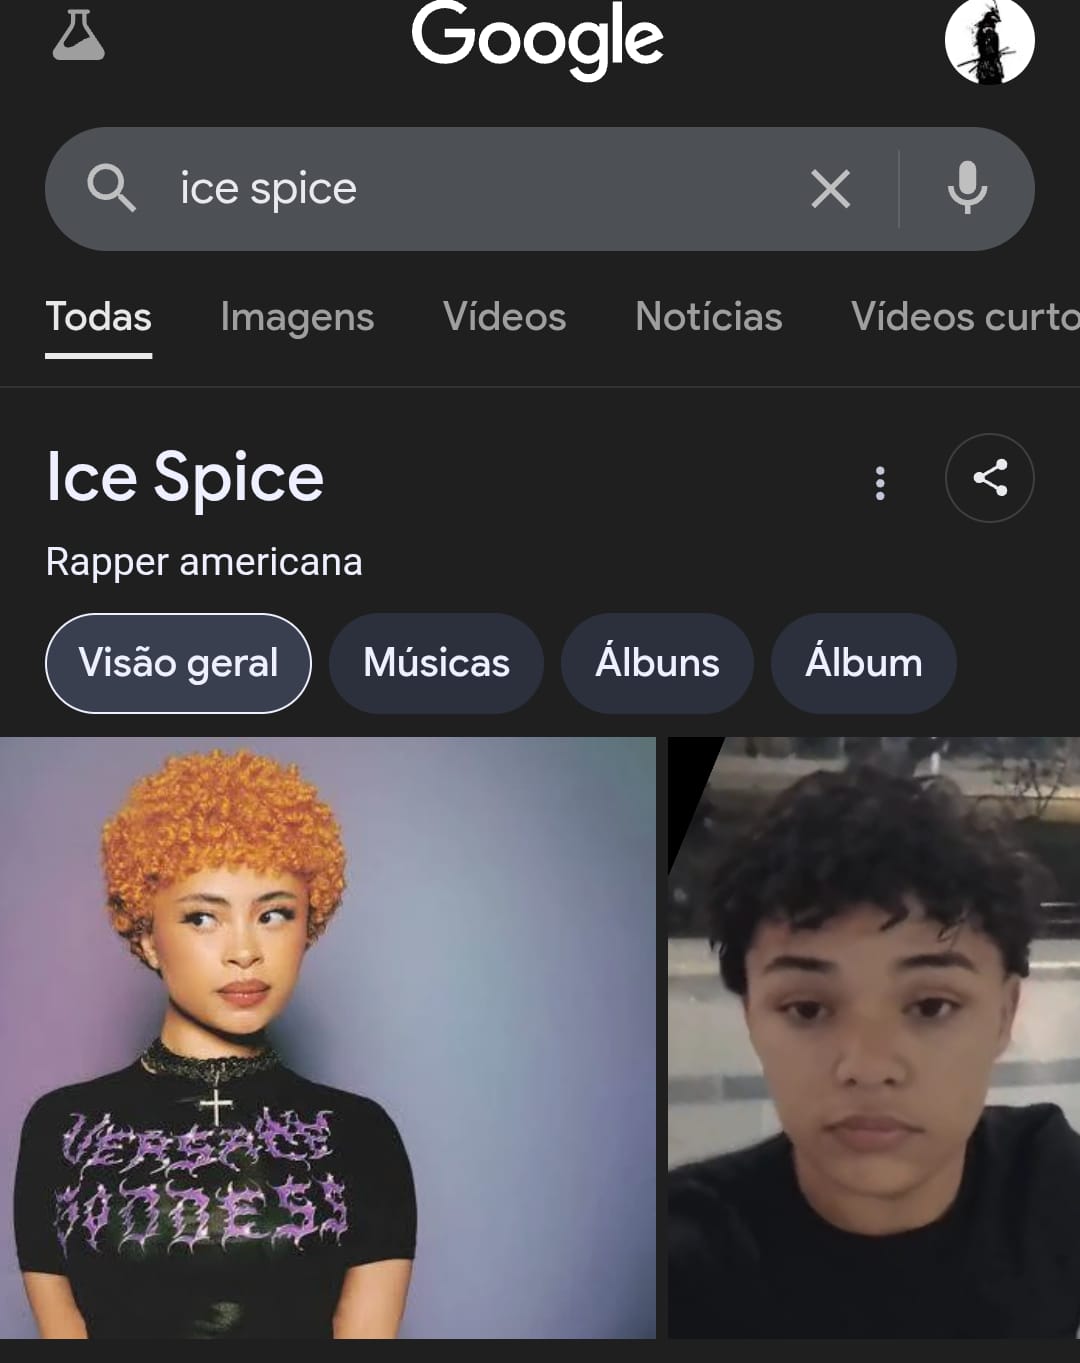 Google
ice spice
Todas Imagens Vídeos Notícias Vídeos curto
Ice Spice
Rapper americana
Visão geral Músicas Álbuns Álbum
VERSACE
GODDESS